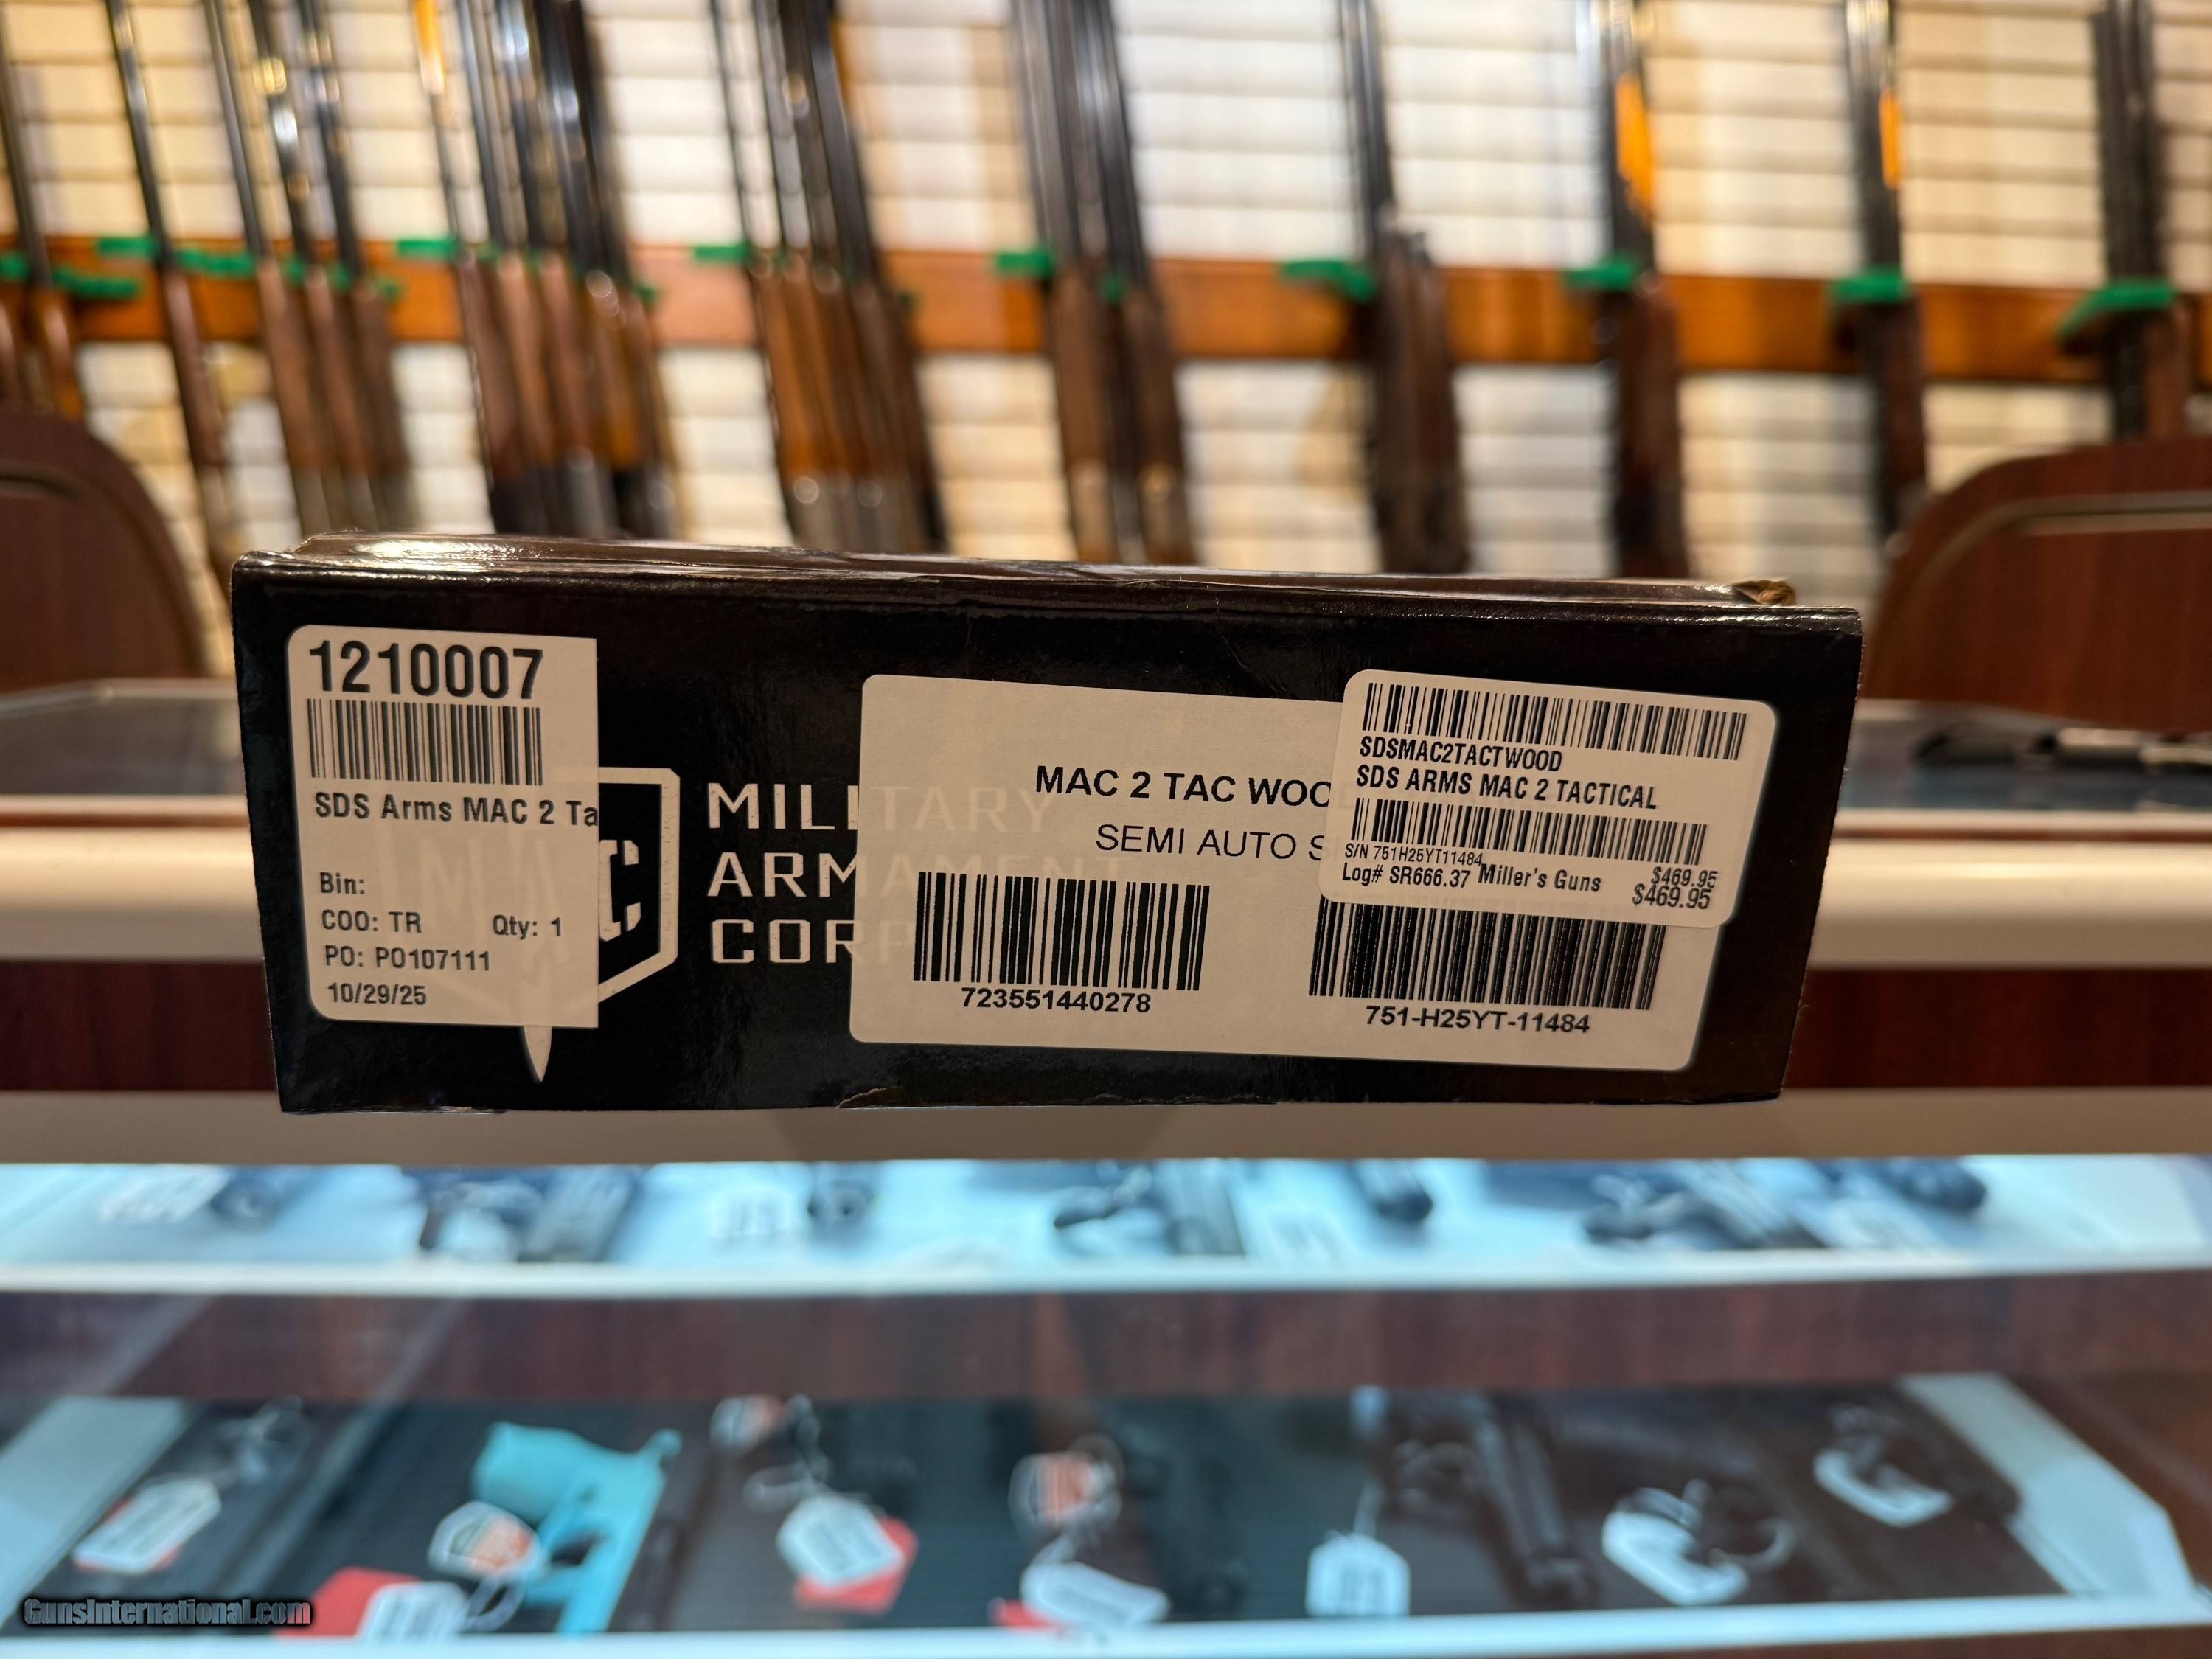 1210007
SDS Arms MAC 2 Ta
Bin:
COO: TR Qty: 1
PO: PO107111
10/29/25
MAC
MILITARY
ARMAMENT
CORP
MAC 2 TAC WOO
SEMI AUTO S
723551440278
751-H25YT-11484
SDSMAC2TACTWOOD
SDS ARMS MAC 2 TACTICAL
S/N 751H25YT11484
Log# SR666.37 Miller's Guns $469.95
$469.95
GunsInternational.com